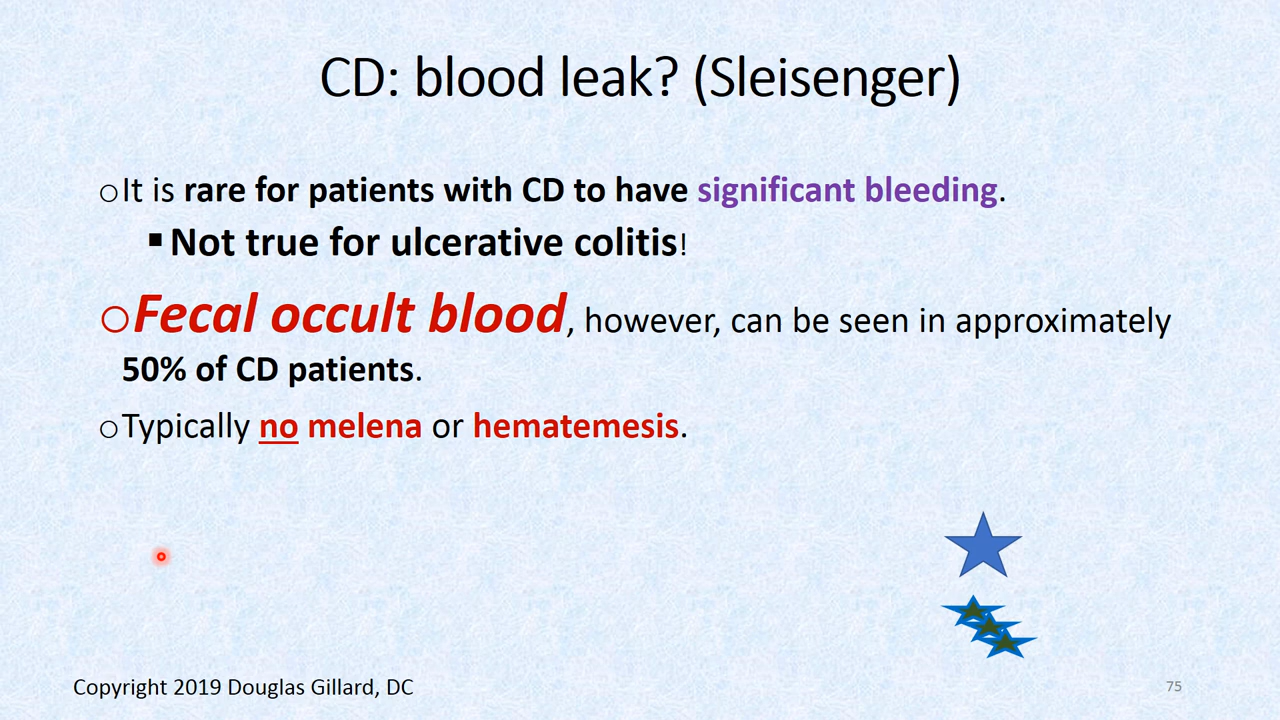 CD: blood leak? (Sleisenger)
○It is rare for patients with CD to have significant bleeding.
▪Not true for ulcerative colitis!
○Fecal occult blood, however, can be seen in approximately
50% of CD patients.
○Typically no melena or hematemesis.
Copyright 2019 Douglas Gillard, DC
75